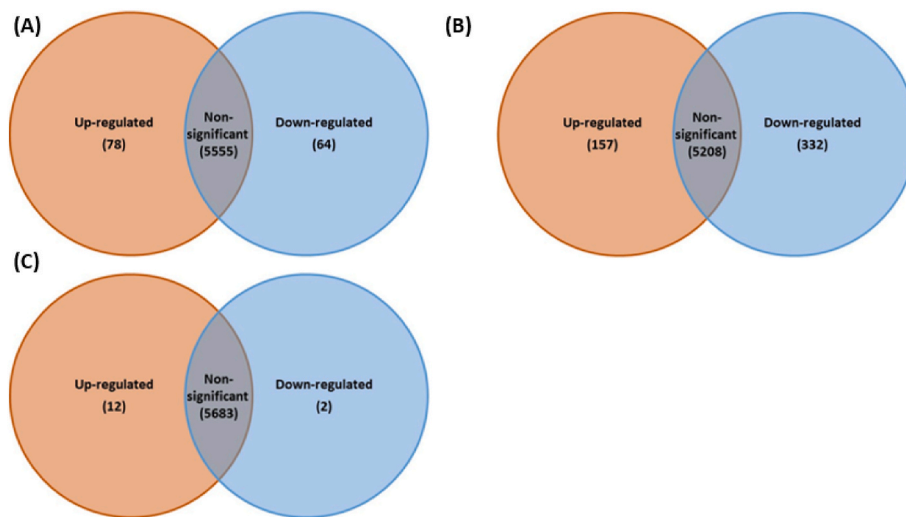 (A)
Up-regulated
(78)
Non-
significant
(5555)
Down-regulated
(64)
(B)
Up-regulated
(157)
Non-
significant
(5208)
Down-regulated
(332)
(C)
Up-regulated
(12)
Non-
significant
(5683)
Down-regulated
(2)